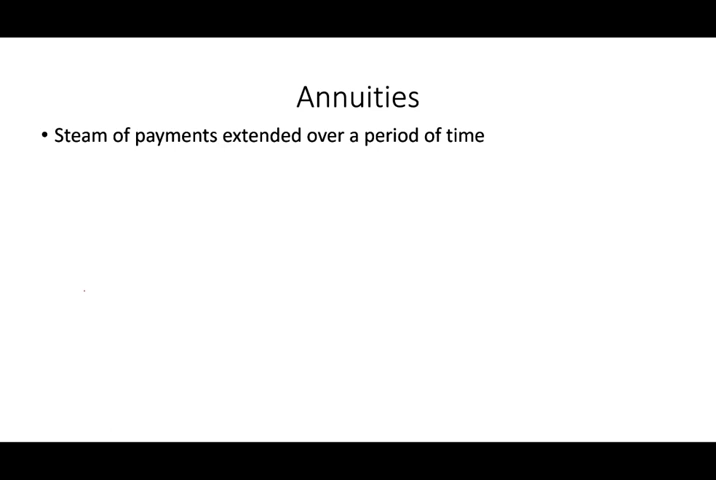 Annuities
• Steam of payments extended over a period of time